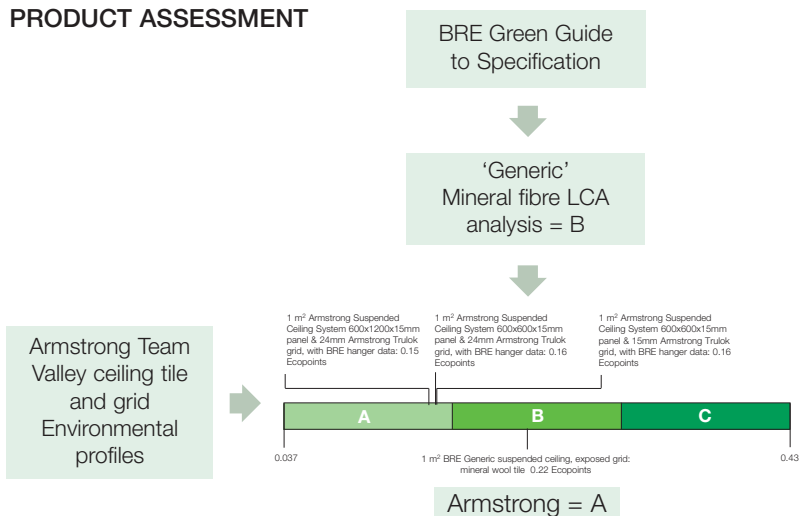 PRODUCT ASSESSMENT
BRE Green Guide
to Specification
‘Generic’
Mineral fibre LCA
analysis = B
Armstrong Team
Valley ceiling tile
and grid
Environmental
profiles
1 m² Armstrong Suspended
Ceiling System 600x1200x15mm
panel & 24mm Armstrong Trulok
grid, with BRE hanger data: 0.15
Ecopoints
1 m² Armstrong Suspended
Ceiling System 600x600x15mm
panel & 24mm Armstrong Trulok
grid, with BRE hanger data: 0.16
Ecopoints
1 m² Armstrong Suspended
Ceiling System 600x600x15mm
panel & 15mm Armstrong Trulok
grid, with BRE hanger data: 0.16
Ecopoints
A
B
C
0.037
1 m² BRE Generic suspended ceiling, exposed grid:
mineral wool tile 0.22 Ecopoints
0.43
Armstrong = A